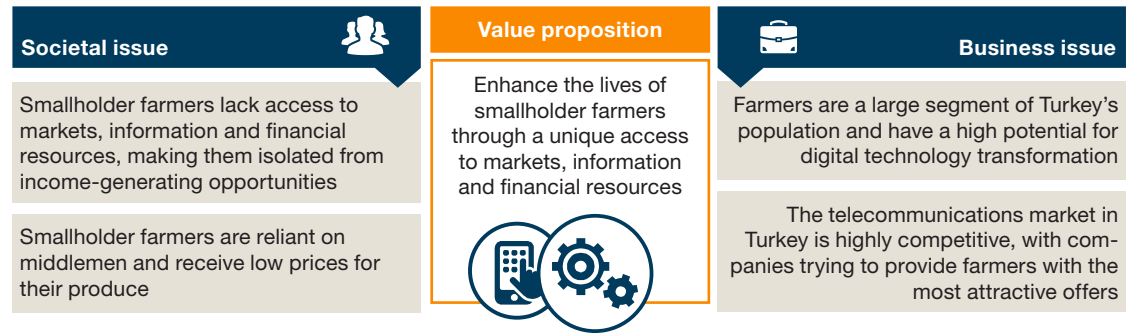 Societal issue
Smallholder farmers lack access to
markets, information and financial
resources, making them isolated from
income-generating opportunities
Smallholder farmers are reliant on
middlemen and receive low prices for
their produce
Value proposition
Enhance the lives of
smallholder farmers
through a unique access
to markets, information
and financial resources
Business issue
Farmers are a large segment of Turkey’s
population and have a high potential for
digital technology transformation
The telecommunications market in
Turkey is highly competitive, with com-
panies trying to provide farmers with the
most attractive offers